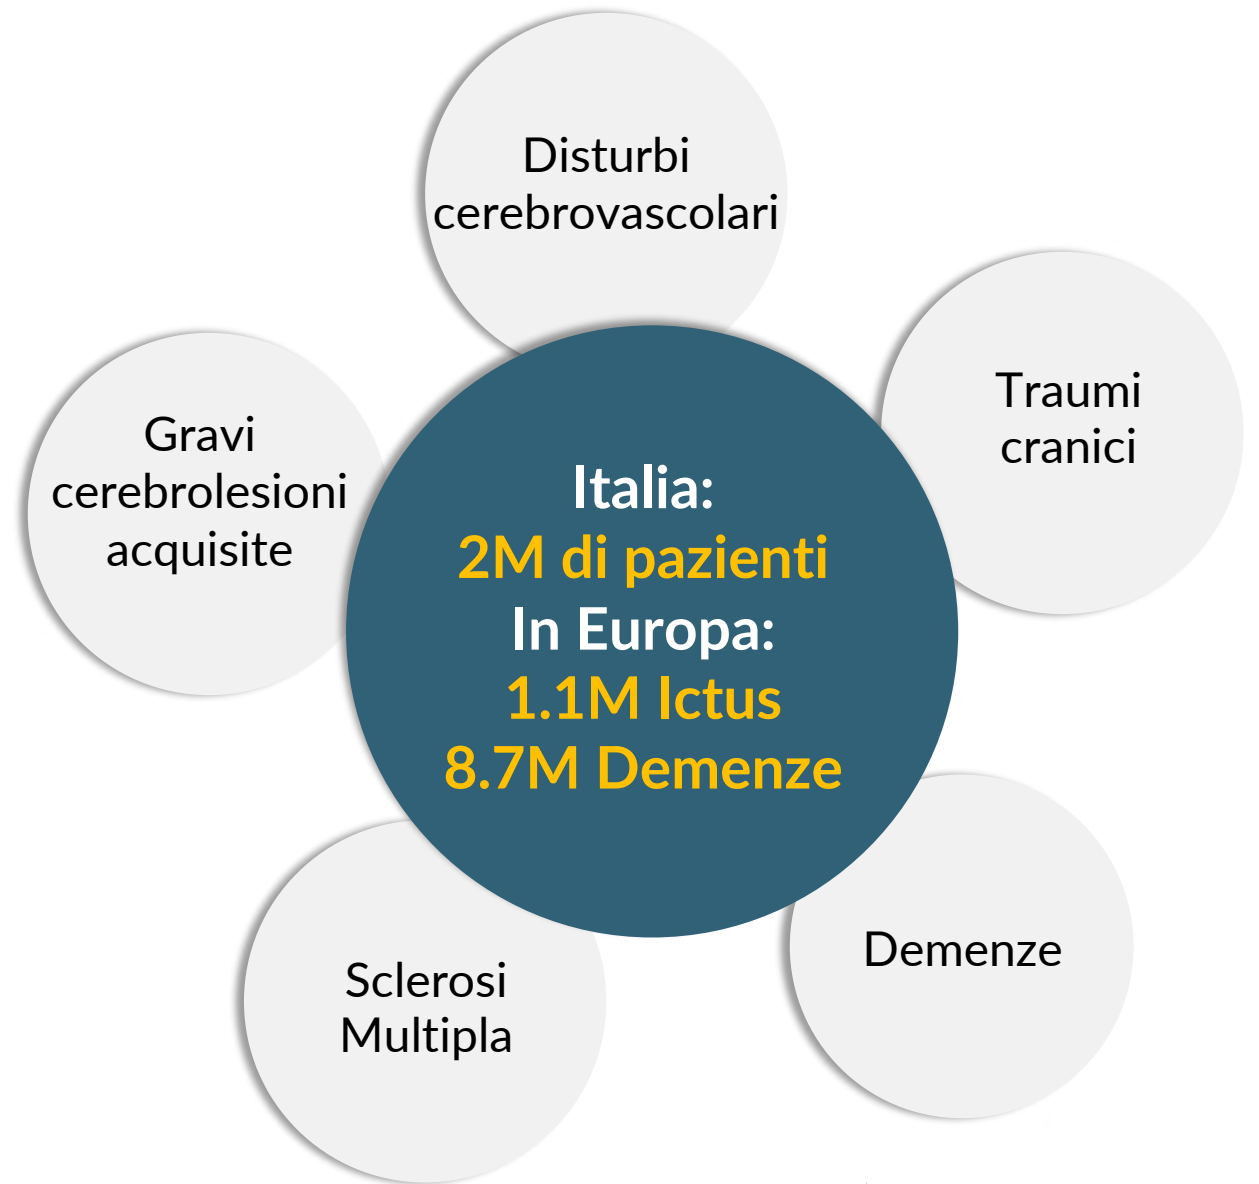 Disturbi
cerebrovascolari
Traumi
cranici
Gravi
cerebrolesioni
acquisite
Italia:
2M di pazienti
In Europa:
1.1M Ictus
8.7M Demenze
Demenze
Sclerosi
Multipla